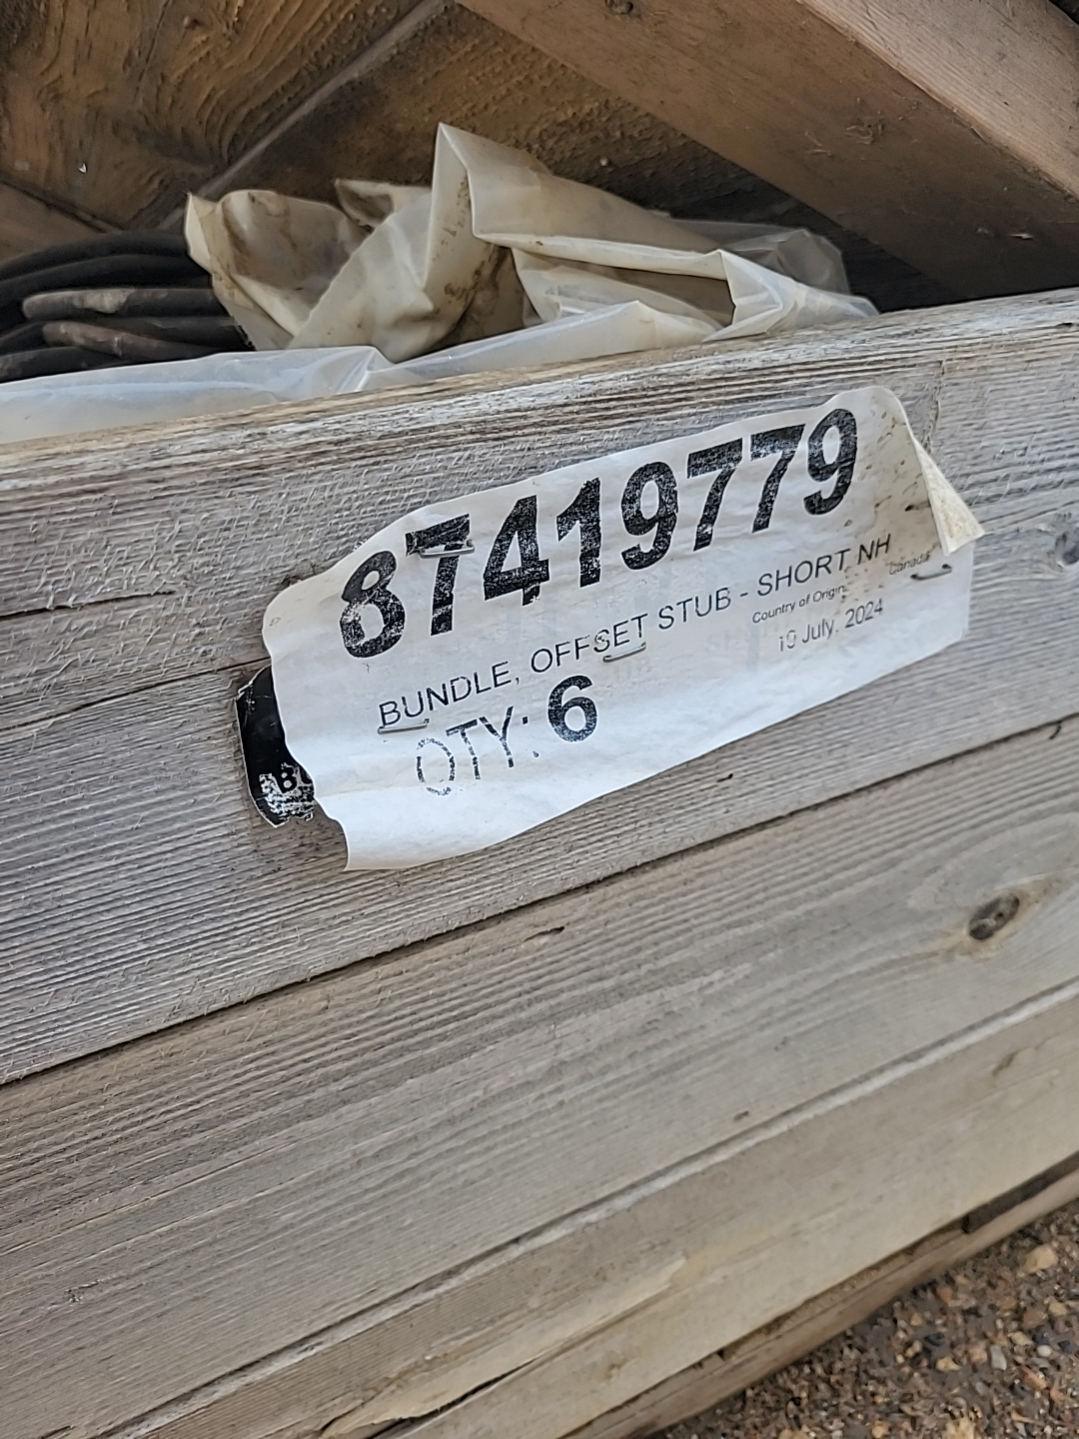 87419779
BUNDLE, OFFSET STUB - SHORT NH
Country of Origin: Canada
19 July, 2024
QTY: 6